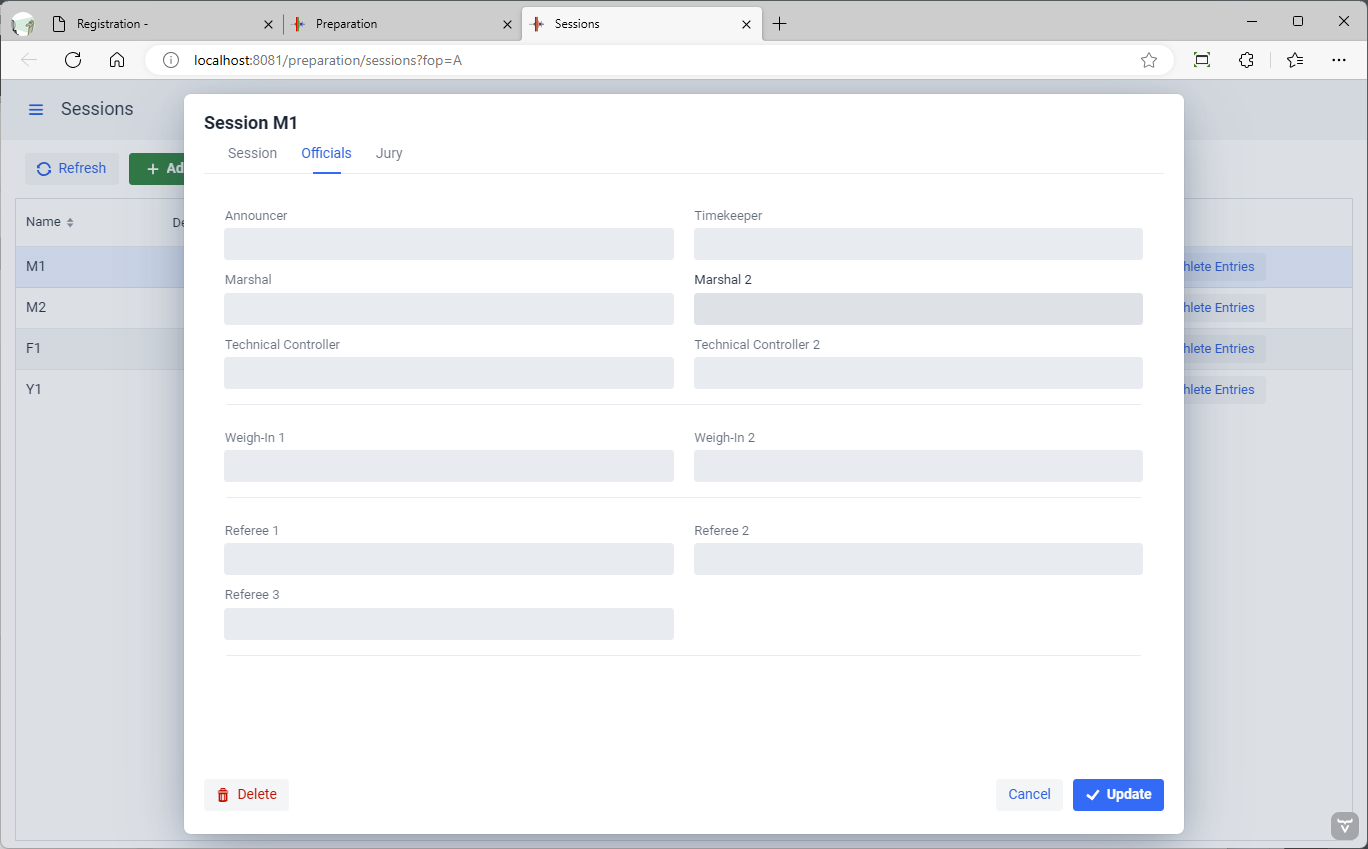 Registration -
Preparation
Sessions
localhost:8081/preparation/sessions?fop=A
Sessions
Session M1
Session Officials Jury
Refresh
Ad
Name
De
Announcer
Timekeeper
M1
hlete Entries
Marshal
Marshal 2
M2
hlete Entries
Technical Controller
Technical Controller 2
F1
hlete Entries
Y1
hlete Entries
Weigh-In 1
Weigh-In 2
Referee 1
Referee 2
Referee 3
Delete
Cancel
Update